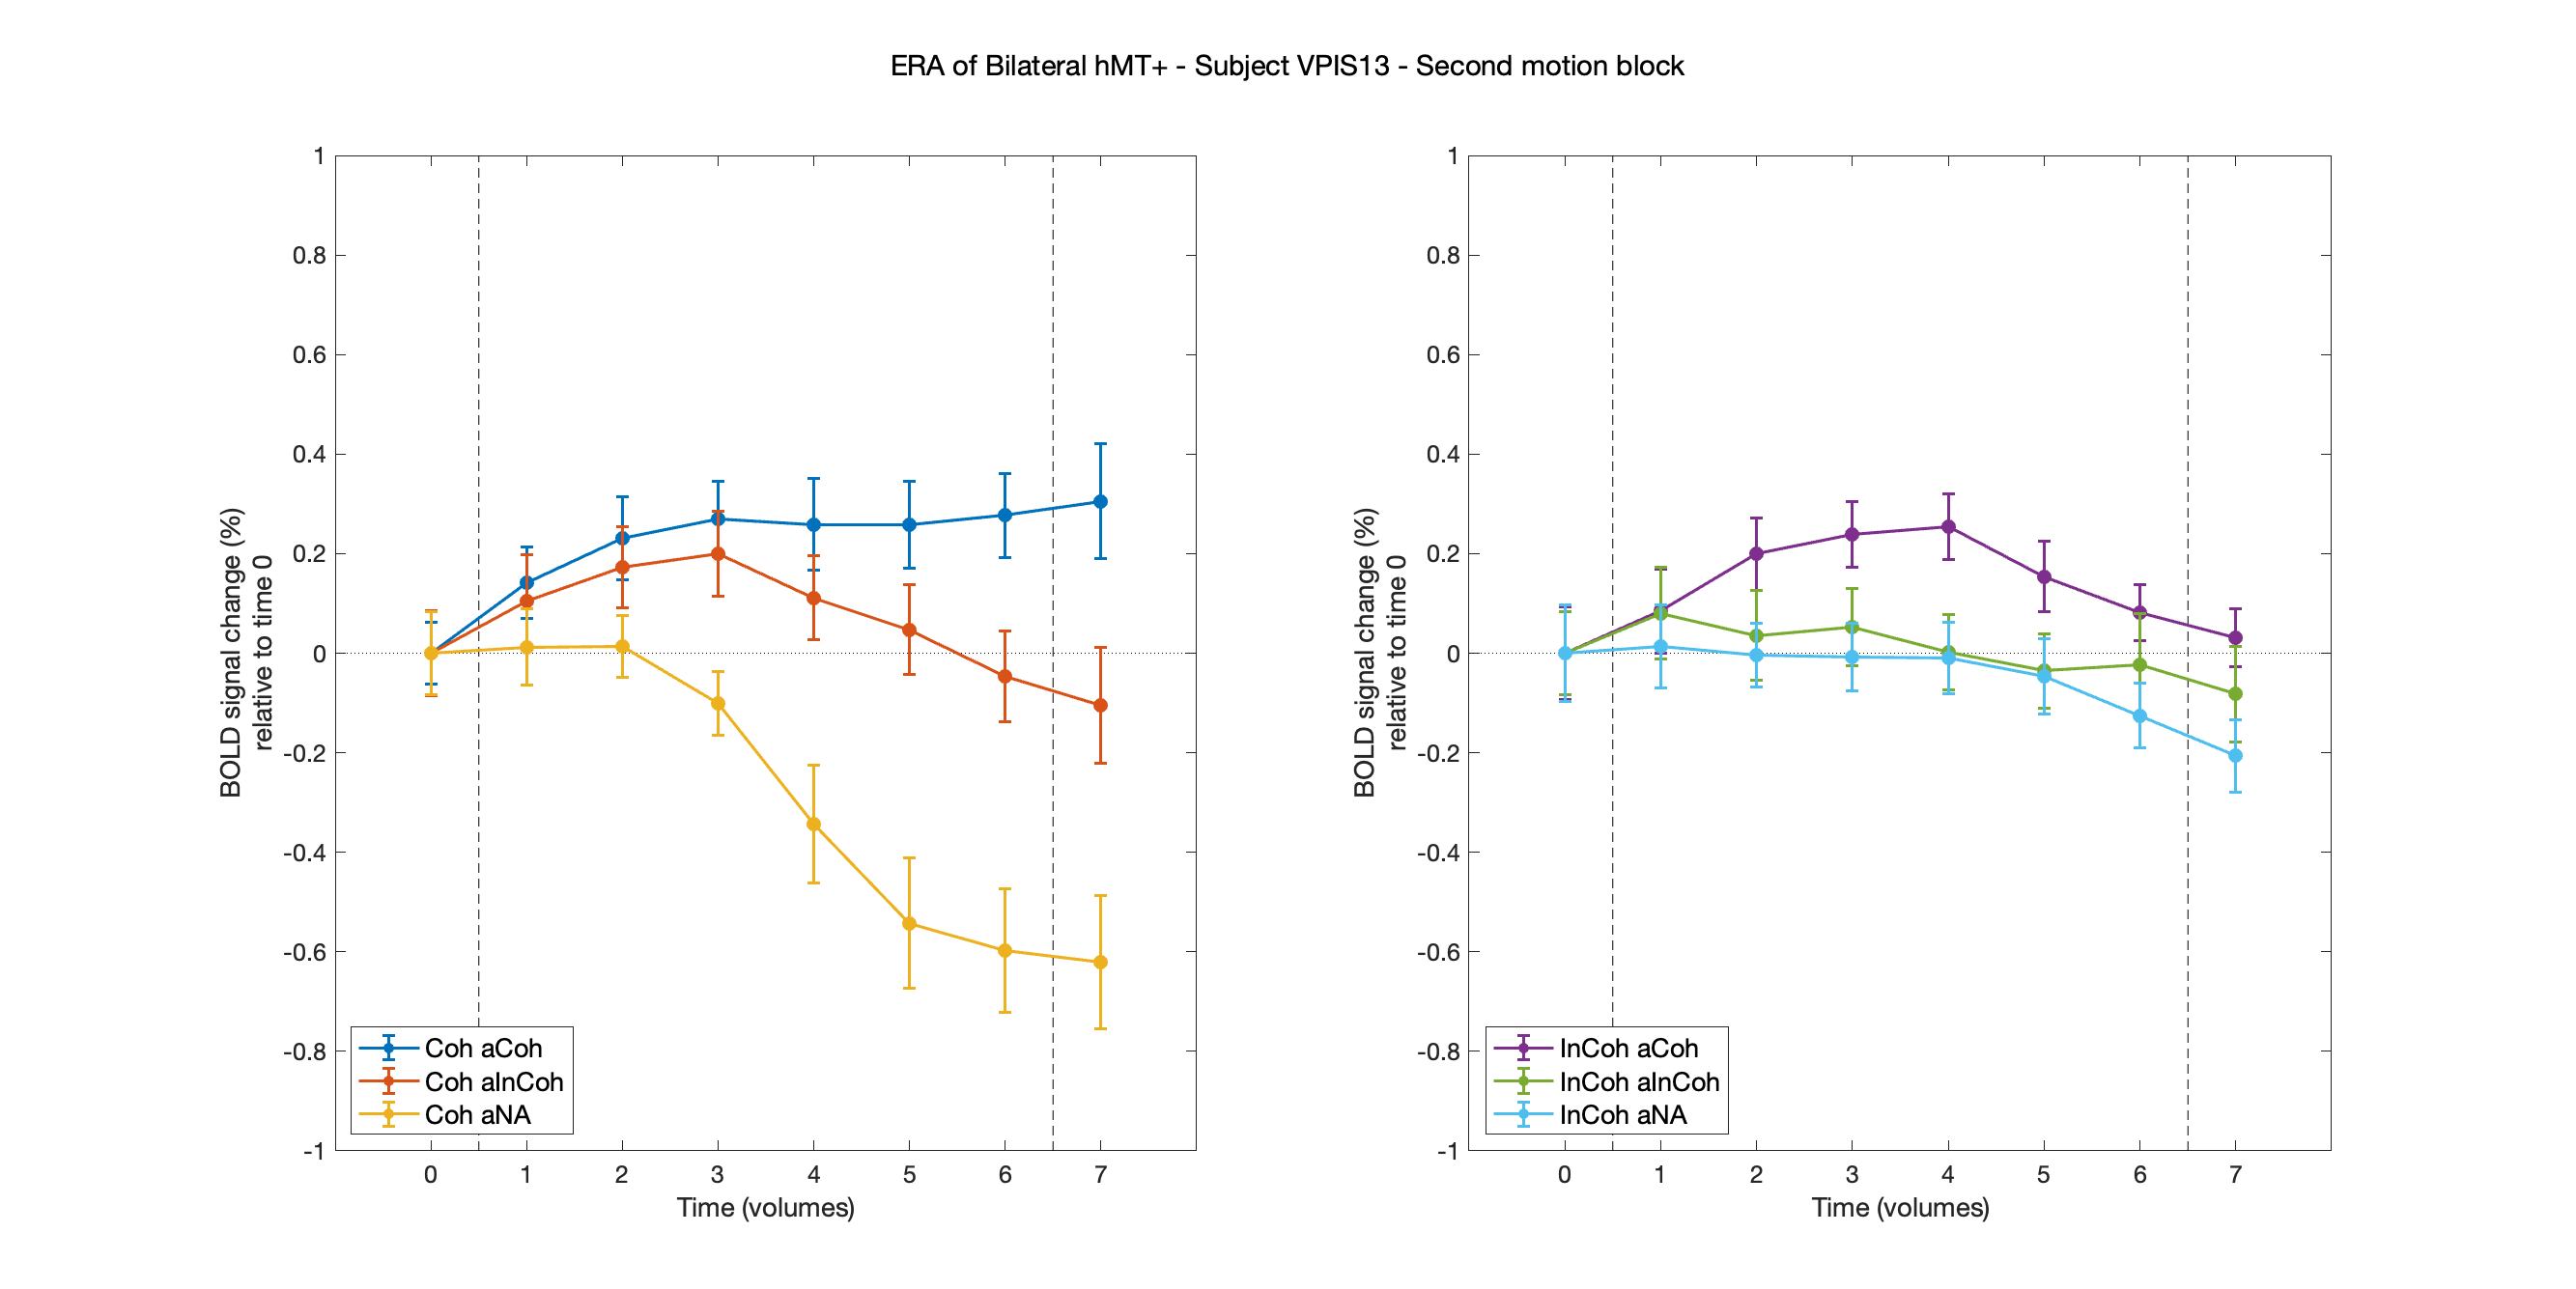 ERA of Bilateral hMT+ - Subject VPIS13 - Second motion block
1
0.8
0.6
0.4
0.2
0
-0.2
-0.4
-0.6
-0.8
-1
BOLD signal change (%)
relative to time 0
0 1 2 3 4 5 6 7
Time (volumes)
Coh aCoh
Coh aInCoh
Coh aNA
1
0.8
0.6
0.4
0.2
0
-0.2
-0.4
-0.6
-0.8
-1
BOLD signal change (%)
relative to time 0
0 1 2 3 4 5 6 7
Time (volumes)
InCoh aCoh
InCoh aInCoh
InCoh aNA